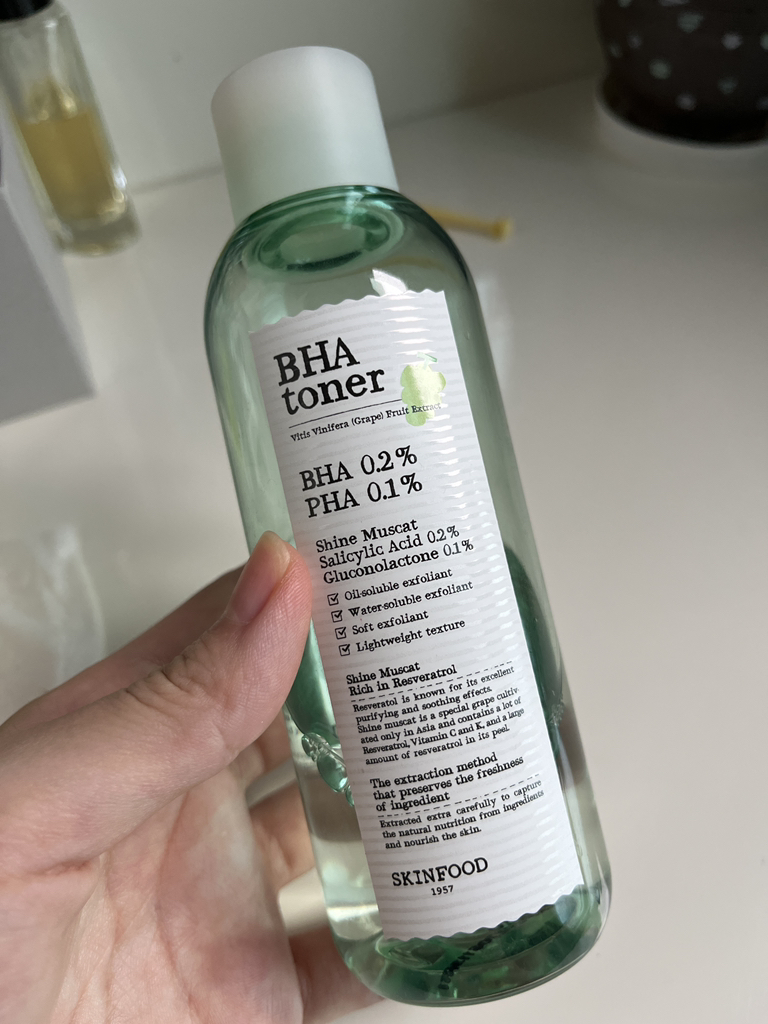 BHA
toner
Vitis Vinifera (Grape) Fruit Extract
BHA 0.2%
PHA 0.1%
Shine Muscat
Salicylic Acid 0.2%
Gluconolactone 0.1%
Oil-soluble exfoliant
Water-soluble exfoliant
Soft exfoliant
Lightweight texture
Shine Muscat
Rich in Resveratrol
Resveratrol is known for its excellent
purifying and soothing effects.
Shine muscat is a special grape cultiv-
ated only in Asia and contains a lot of
Resveratrol, Vitamin C and K, and a large
amount of resveratrol in its peel.
The extraction method
that preserves the freshness
of ingredient
Extracted extra carefully to capture
the natural nutrition from ingredients
and nourish the skin.
SKINFOOD
1957